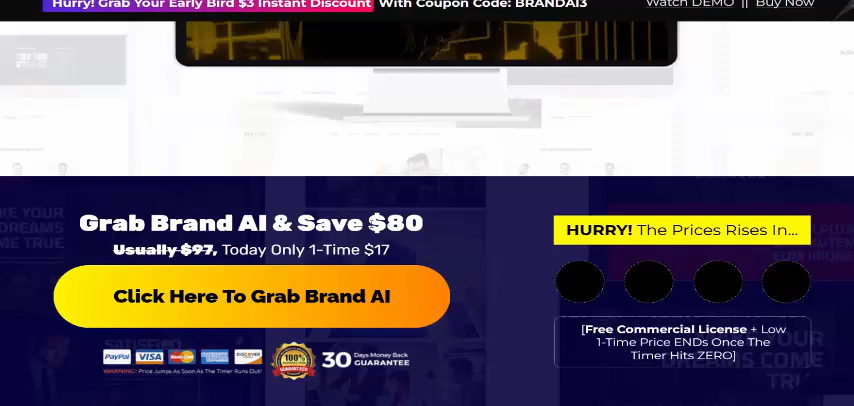 Hurry! Grab Your Early Bird $3 Instant Discount With Coupon Code: BRANDAI3
Watch DEMO || Buy Now
Grab Brand AI & Save $80
Usually $97, Today Only 1-Time $17
Click Here To Grab Brand AI
PayPal VISA MasterCard DISCOVER
100%
GUARANTEED
30 Days Money Back
GUARANTEE
WARNING! Price Jumps As Soon As The Timer Runs Out!
HURRY! The Prices Rises In...
[Free Commercial License + Low
1-Time Price ENDs Once The
Timer Hits ZERO]